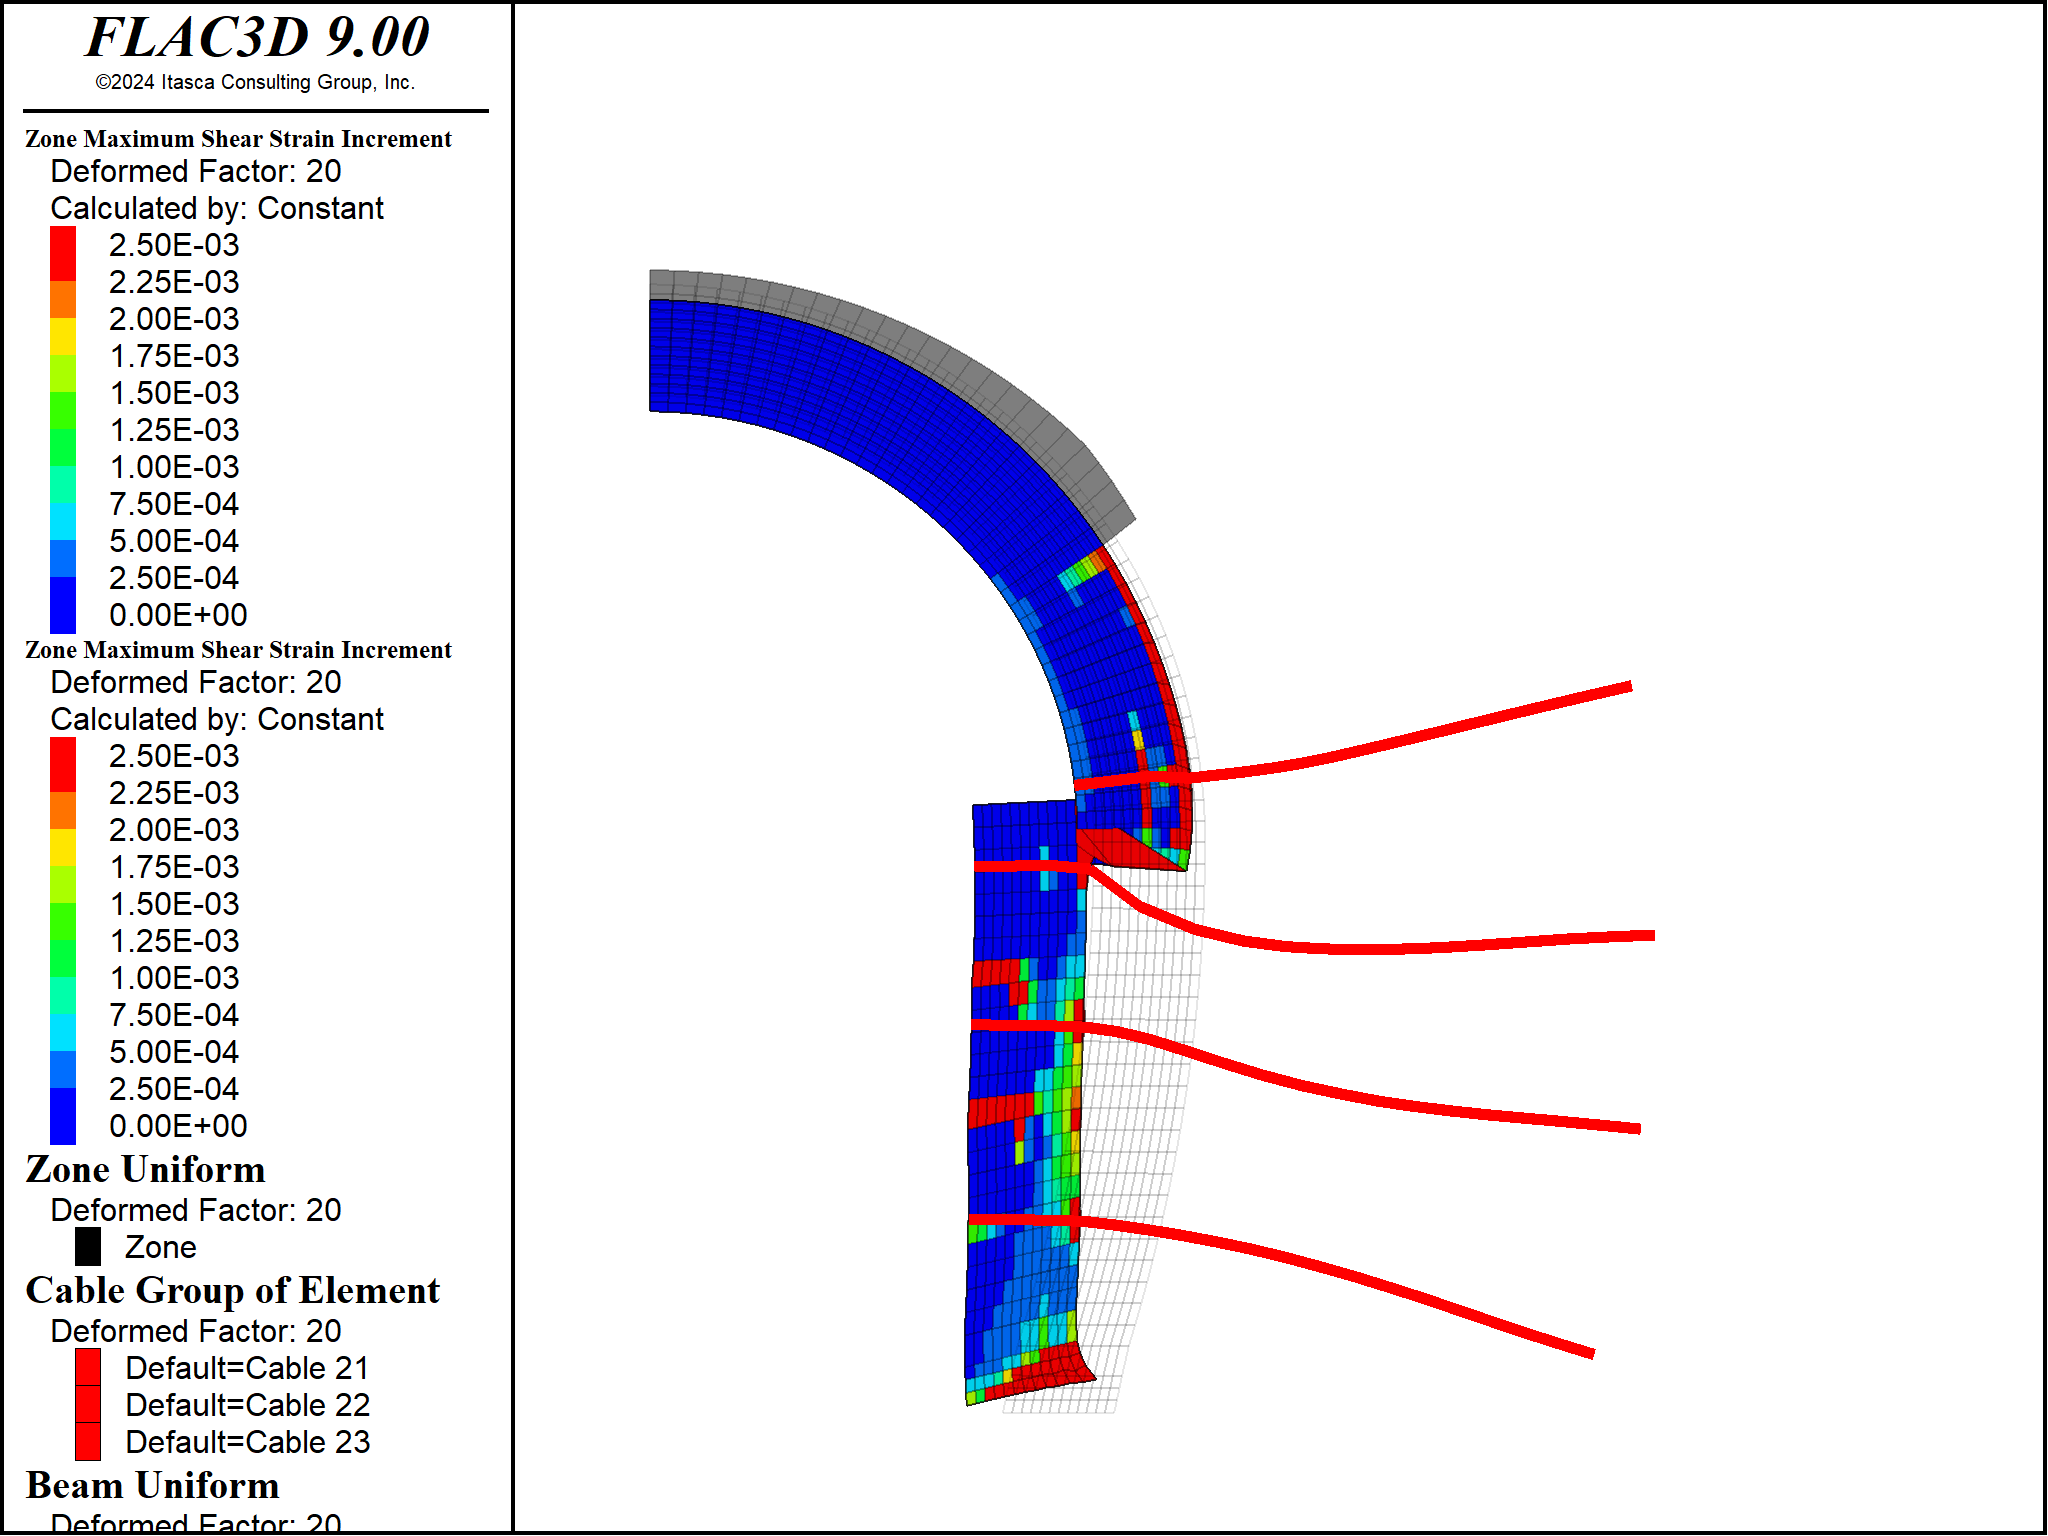 FLAC3D 9.00
©2024 Itasca Consulting Group, Inc.
Zone Maximum Shear Strain Increment
Deformed Factor: 20
Calculated by: Constant
2.50E-03
2.25E-03
2.00E-03
1.75E-03
1.50E-03
1.25E-03
1.00E-03
7.50E-04
5.00E-04
2.50E-04
0.00E+00
Zone Maximum Shear Strain Increment
Deformed Factor: 20
Calculated by: Constant
2.50E-03
2.25E-03
2.00E-03
1.75E-03
1.50E-03
1.25E-03
1.00E-03
7.50E-04
5.00E-04
2.50E-04
0.00E+00
Zone Uniform
Deformed Factor: 20
Zone
Cable Group of Element
Deformed Factor: 20
Default=Cable 21
Default=Cable 22
Default=Cable 23
Beam Uniform
Deformed Factor: 20